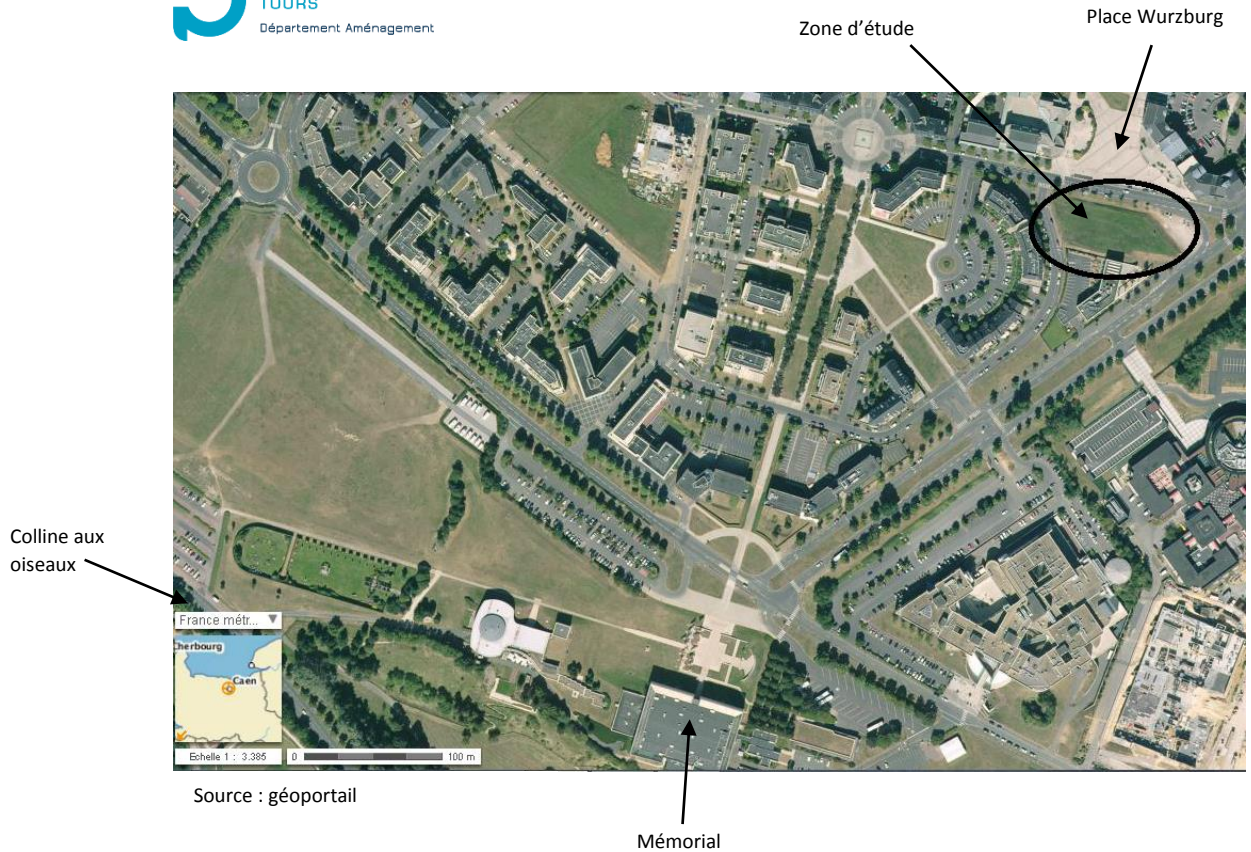 TOURS
Département Aménagement
Zone d'étude
Place Wurzburg
Colline aux
oiseaux
France métr... ▼
Cherbourg
Caen
Echelle 1 : 3.385
0 100 m
Source : géoportail
Mémorial